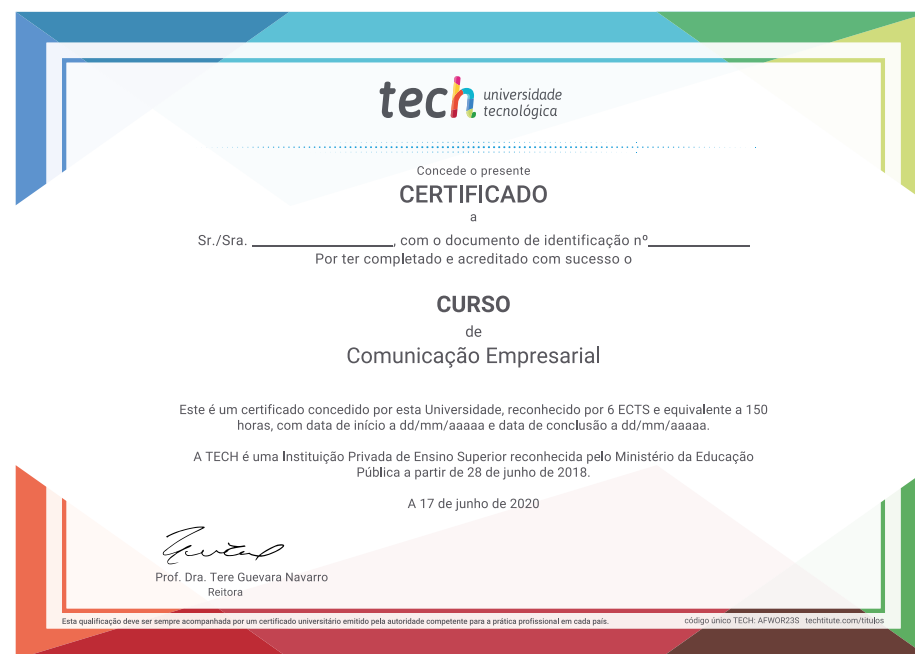 tech universidade
tecnológica
Concede o presente
CERTIFICADO
a
Sr./Sra. ________________, com o documento de identificação nº____________
Por ter completado e acreditado com sucesso o
CURSO
de
Comunicação Empresarial
Este é um certificado concedido por esta Universidade, reconhecido por 6 ECTS e equivalente a 150
horas, com data de início a dd/mm/aaaaa e data de conclusão a dd/mm/aaaaa.
A TECH é uma Instituição Privada de Ensino Superior reconhecida pelo Ministério da Educação
Pública a partir de 28 de junho de 2018.
A 17 de junho de 2020
Prof. Dra. Tere Guevara Navarro
Reitora
Esta qualificação deve ser sempre acompanhada por um certificado universitário emitido pela autoridade competente para a prática profissional em cada país.
código único TECH: AFWOR23S techtitute.com/titulos